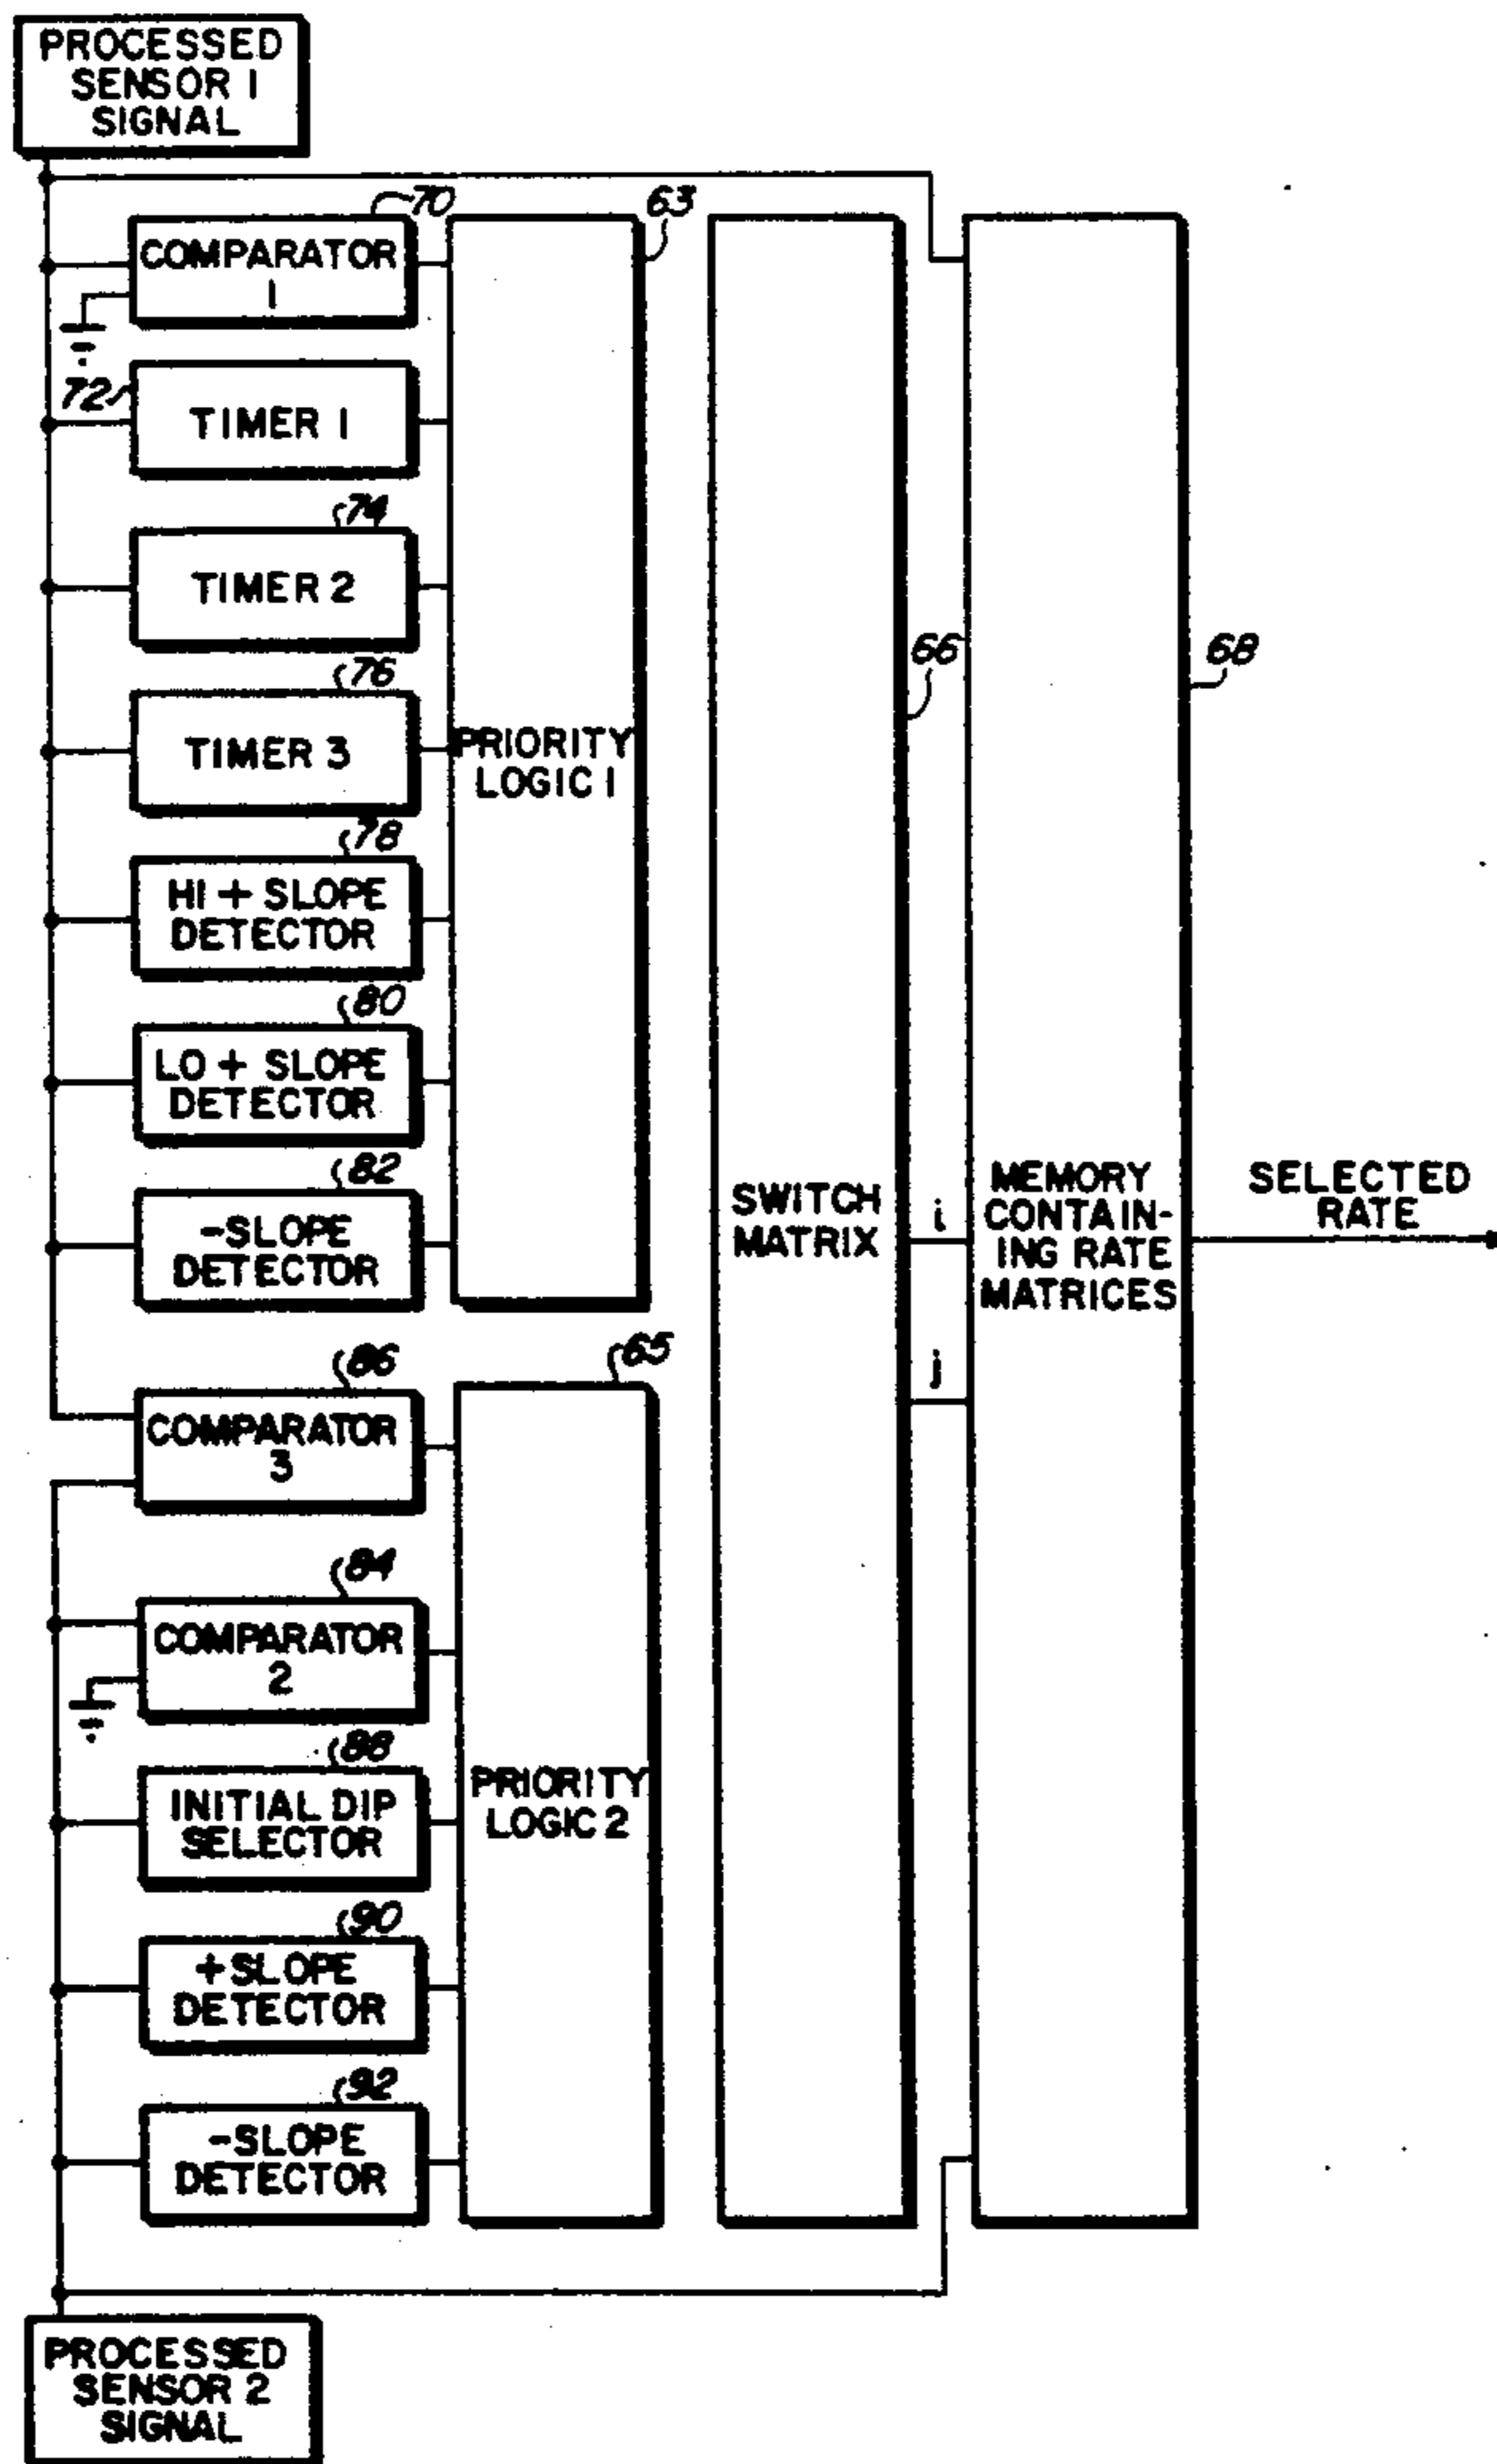 PROCESSED
SENSOR 1
SIGNAL
70
COMPARATOR
1
63
72
TIMER 1
74
TIMER 2
76
TIMER 3
PRIORITY
LOGIC 1
66
68
78
HI + SLOPE
DETECTOR
80
LO + SLOPE
DETECTOR
82
-SLOPE
DETECTOR
SWITCH
MATRIX
i
j
MEMORY
CONTAIN-
ING RATE
MATRICES
SELECTED
RATE
86
COMPARATOR
3
65
84
COMPARATOR
2
88
INITIAL DIP
SELECTOR
PRIORITY
LOGIC 2
90
+SLOPE
DETECTOR
92
-SLOPE
DETECTOR
PROCESSED
SENSOR 2
SIGNAL